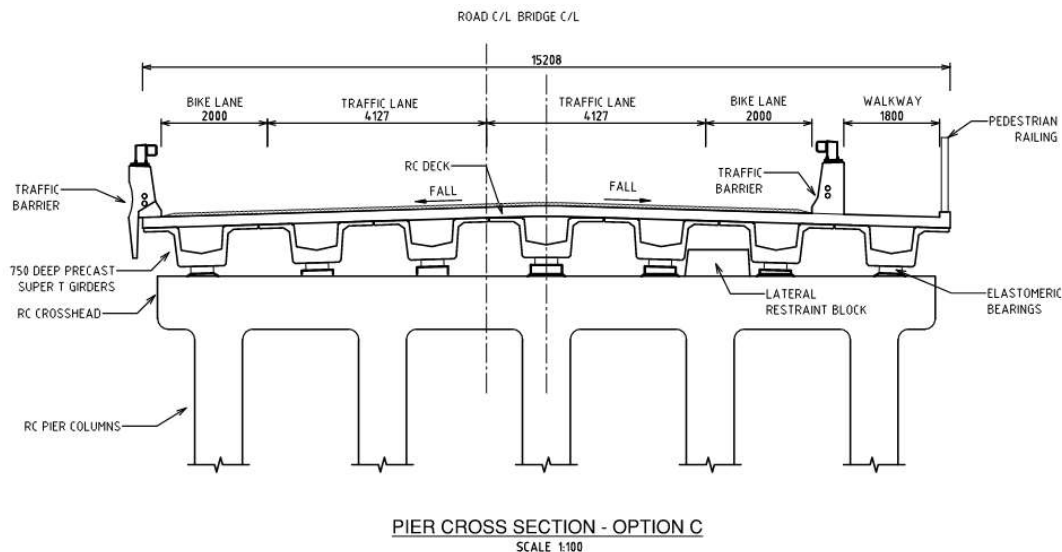 ROAD C/L BRIDGE C/L
15208
BIKE LANE
2000
TRAFFIC LANE
4127
TRAFFIC LANE
4127
BIKE LANE
2000
WALKWAY
1800
PEDESTRIAN
RAILING
RC DECK
TRAFFIC
BARRIER
FALL
FALL
TRAFFIC
BARRIER
750 DEEP PRECAST
SUPER T GIRDERS
RC CROSSHEAD
LATERAL
RESTRAINT BLOCK
ELASTOMERIC
BEARINGS
RC PIER COLUMNS
PIER CROSS SECTION - OPTION C
SCALE 1:100